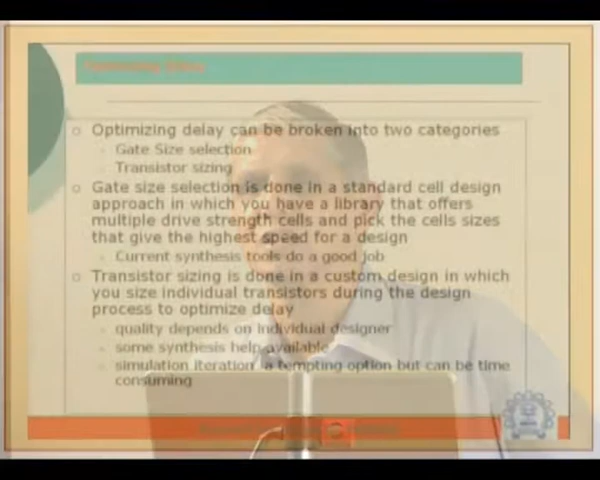 Optimizing delay can be broken into two categories
Gate Size selection
Transistor sizing
Gate size selection is done in a standard cell design
approach in which you have a library that offers
multiple drive strength cells and pick the cells sizes
that give the highest speed for a design
Current synthesis tools do a good job
Transistor sizing is done in a custom design in which
you size individual transistors during the design
process to optimize delay
quality depends on individual designer
some synthesis help available
simulation iteration a tempting option but can be time
consuming